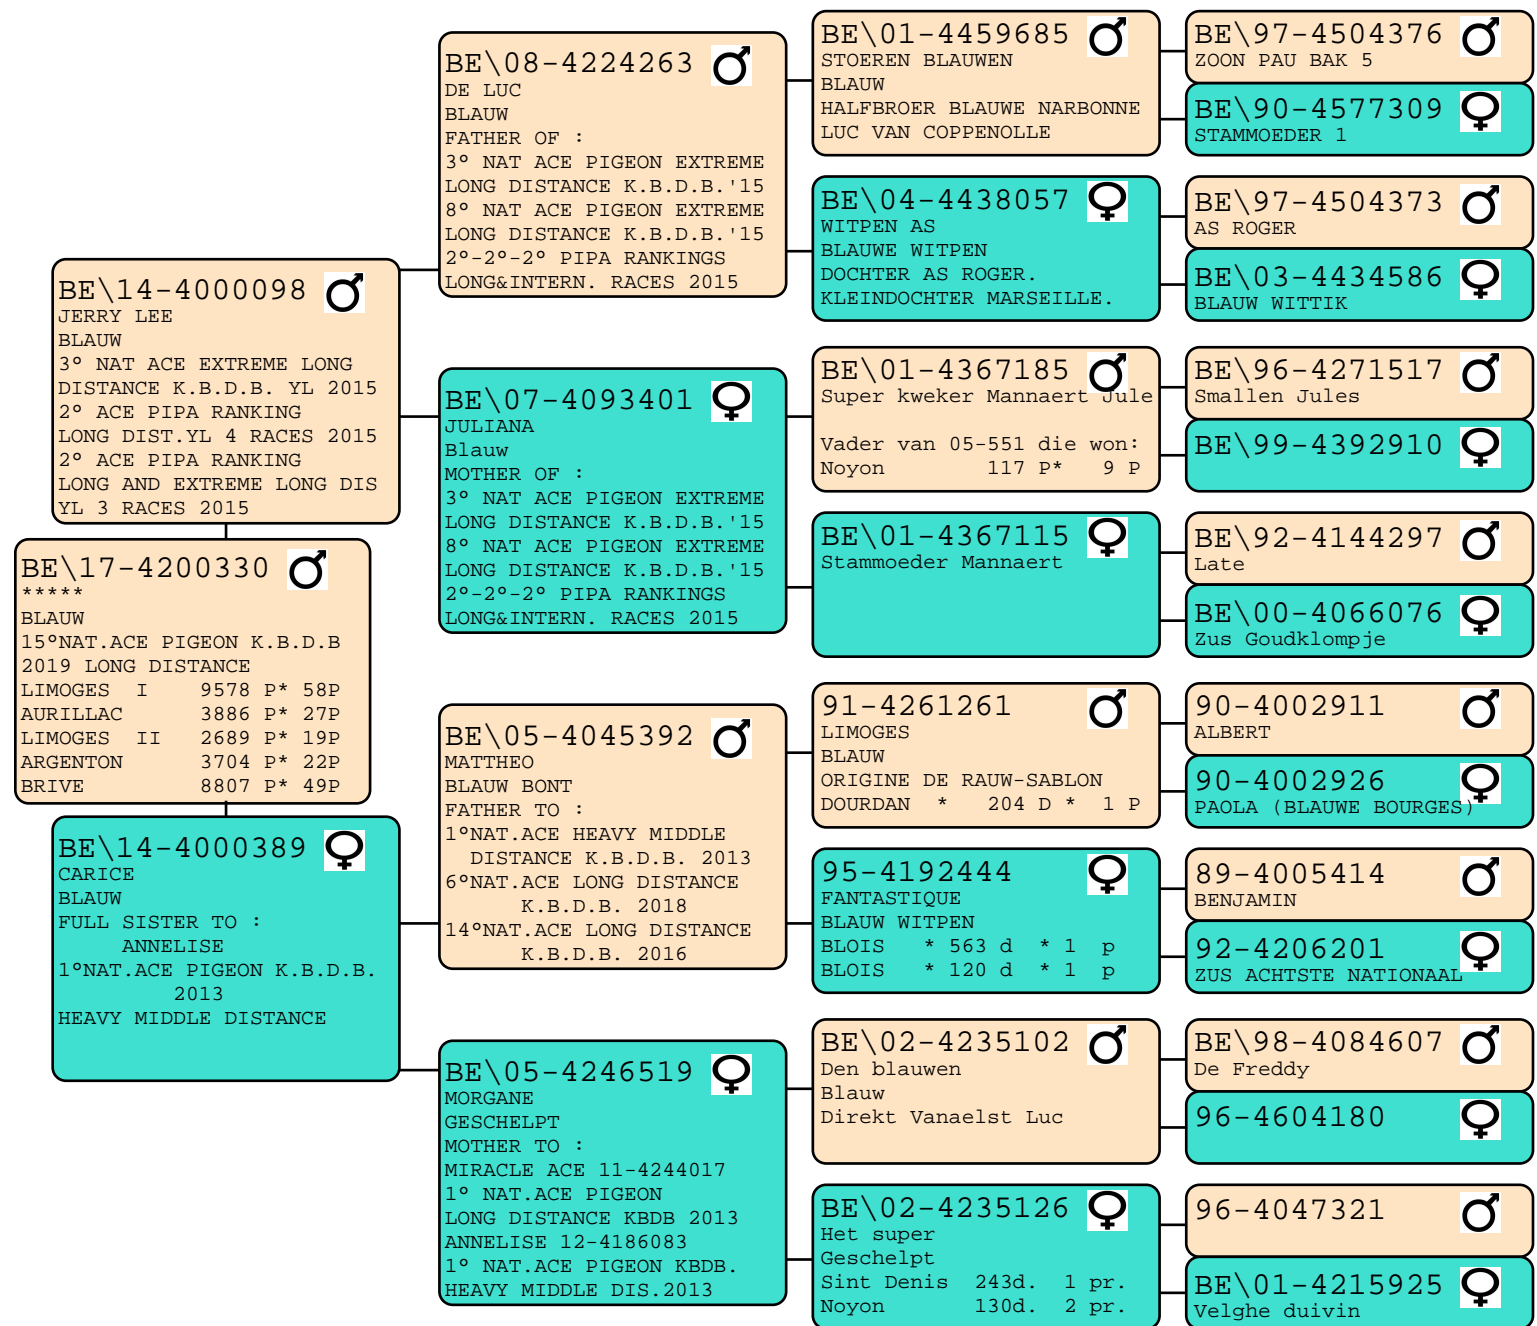 BE\17-4200330
*****
BLAUW
15°NAT.ACE PIGEON K.B.D.B
2019 LONG DISTANCE
LIMOGES  I    9578 P* 58P
AURILLAC      3886 P* 27P
LIMOGES  II   2689 P* 19P
ARGENTON      3704 P* 22P
BRIVE         8807 P* 49P
BE\14-4000098
JERRY LEE
BLAUW
3° NAT ACE EXTREME LONG
DISTANCE K.B.D.B. YL 2015
2° ACE PIPA RANKING
LONG DIST.YL 4 RACES 2015
2° ACE PIPA RANKING
LONG AND EXTREME LONG DIS
YL 3 RACES 2015
BE\14-4000389
CARICE
BLAUW
FULL SISTER TO :
ANNELISE
1°NAT.ACE PIGEON K.B.D.B.
2013
HEAVY MIDDLE DISTANCE
BE\08-4224263
DE LUC
BLAUW
FATHER OF :
3° NAT ACE PIGEON EXTREME
LONG DISTANCE K.B.D.B.'15
8° NAT ACE PIGEON EXTREME
LONG DISTANCE K.B.D.B.'15
2°-2°-2° PIPA RANKINGS
LONG&INTERN. RACES 2015
BE\07-4093401
JULIANA
Blauw
MOTHER OF :
3° NAT ACE PIGEON EXTREME
LONG DISTANCE K.B.D.B.'15
8° NAT ACE PIGEON EXTREME
LONG DISTANCE K.B.D.B.'15
2°-2°-2° PIPA RANKINGS
LONG&INTERN. RACES 2015
BE\05-4045392
MATTHEO
BLAUW BONT
FATHER TO :
1°NAT.ACE HEAVY MIDDLE
DISTANCE K.B.D.B. 2013
6°NAT.ACE LONG DISTANCE
K.B.D.B. 2018
14°NAT.ACE LONG DISTANCE
K.B.D.B. 2016
BE\05-4246519
MORGANE
GESCHELPT
MOTHER TO :
MIRACLE ACE 11-4244017
1° NAT.ACE PIGEON
LONG DISTANCE KBDB 2013
ANNELISE 12-4186083
1° NAT.ACE PIGEON KBDB.
HEAVY MIDDLE DIS.2013
BE\01-4459685
STOEREN BLAUWEN
BLAUW
HALFBROER BLAUWE NARBONNE
LUC VAN COPPENOLLE
BE\04-4438057
WITPEN AS
BLAUWE WITPEN
DOCHTER AS ROGER.
KLEINDOCHTER MARSEILLE.
BE\01-4367185
Super kweker Mannaert Jule
Vader van 05-551 die won:
Noyon       117 P*   9 P
BE\01-4367115
Stammoeder Mannaert
91-4261261
LIMOGES
BLAUW
ORIGINE DE RAUW-SABLON
DOURDAN  *   204 D *  1 P
95-4192444
FANTASTIQUE
BLAUW WITPEN
BLOIS   * 563 d  * 1  p
BLOIS   * 120 d  * 1  p
BE\02-4235102
Den blauwen
Blauw
Direkt Vanaelst Luc
BE\02-4235126
Het super
Geschelpt
Sint Denis  243d.  1 pr.
Noyon       130d.  2 pr.
BE\97-4504376
ZOON PAU BAK 5
BE\90-4577309
STAMMOEDER 1
BE\97-4504373
AS ROGER
BE\03-4434586
BLAUW WITTIK
BE\96-4271517
Smallen Jules
BE\99-4392910
BE\92-4144297
Late
BE\00-4066076
Zus Goudklompje
90-4002911
ALBERT
90-4002926
PAOLA (BLAUWE BOURGES)
89-4005414
BENJAMIN
92-4206201
ZUS ACHTSTE NATIONAAL
BE\98-4084607
De Freddy
96-4604180
96-4047321
BE\01-4215925
Velghe duivin